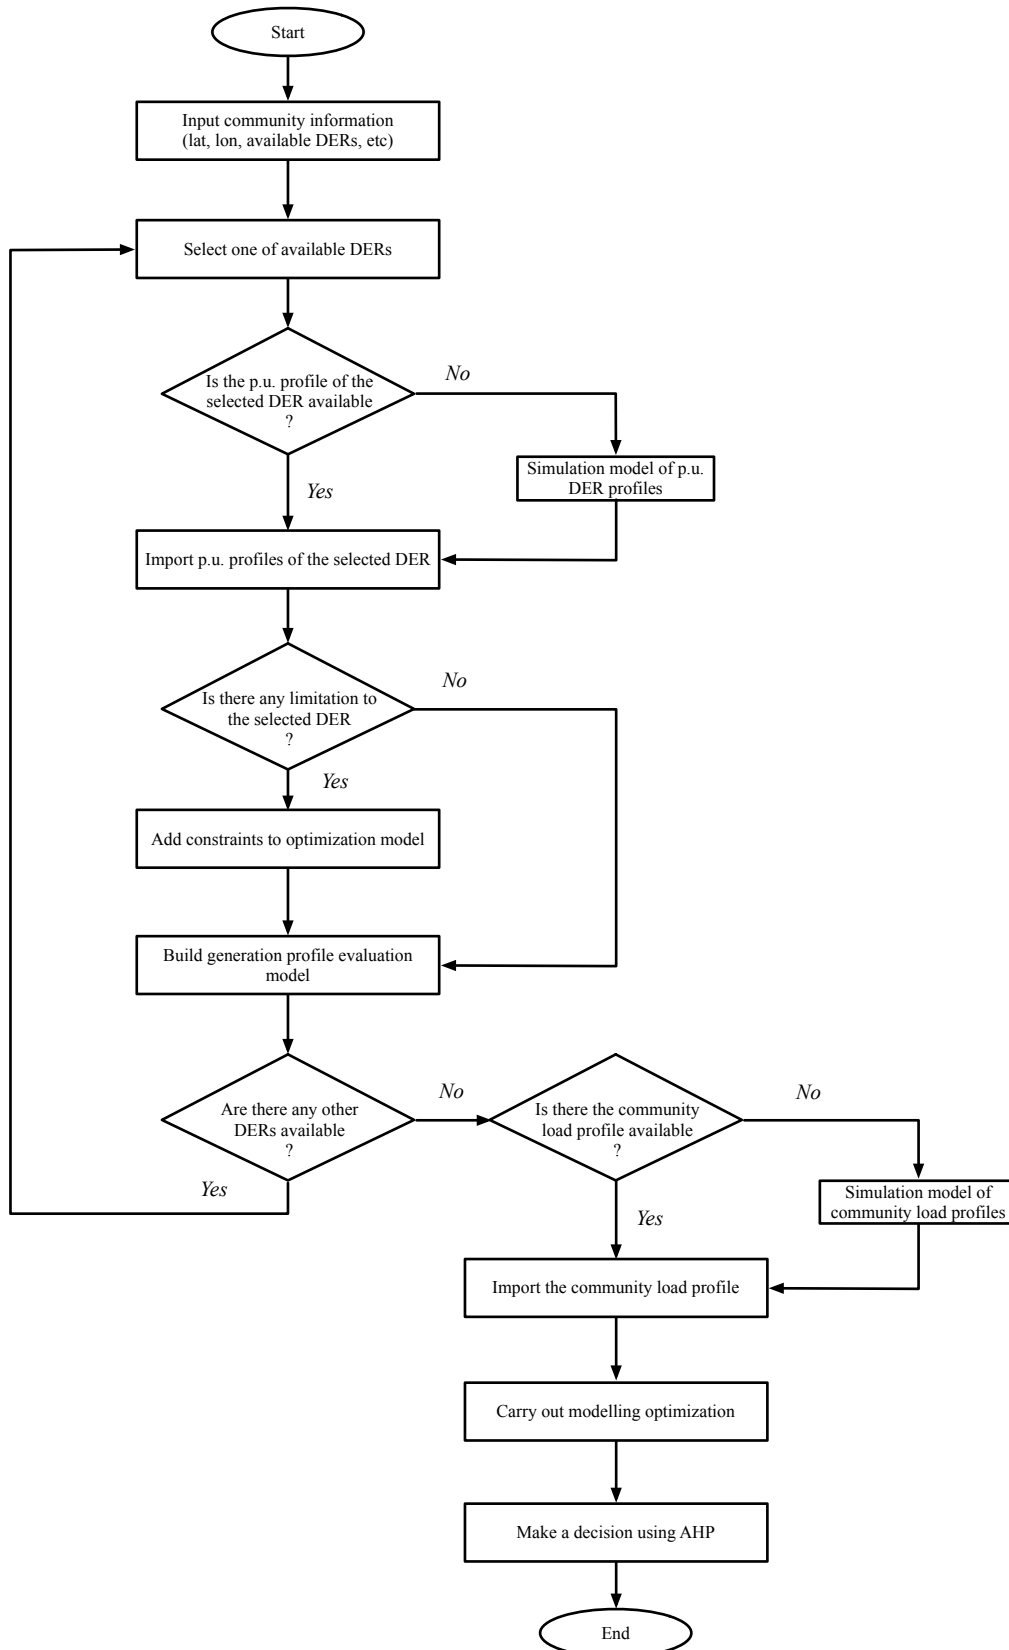 Start
Input community information
(lat, lon, available DERs, etc)
Select one of available DERs
Is the p.u. profile of the
selected DER available
?
No
Simulation model of p.u.
DER profiles
Yes
Import p.u. profiles of the selected DER
Is there any limitation to
the selected DER
?
No
Yes
Add constraints to optimization model
Build generation profile evaluation
model
Are there any other
DERs available
?
No
Yes
Is there the community
load profile available
?
No
Simulation model of
community load profiles
Yes
Import the community load profile
Carry out modelling optimization
Make a decision using AHP
End